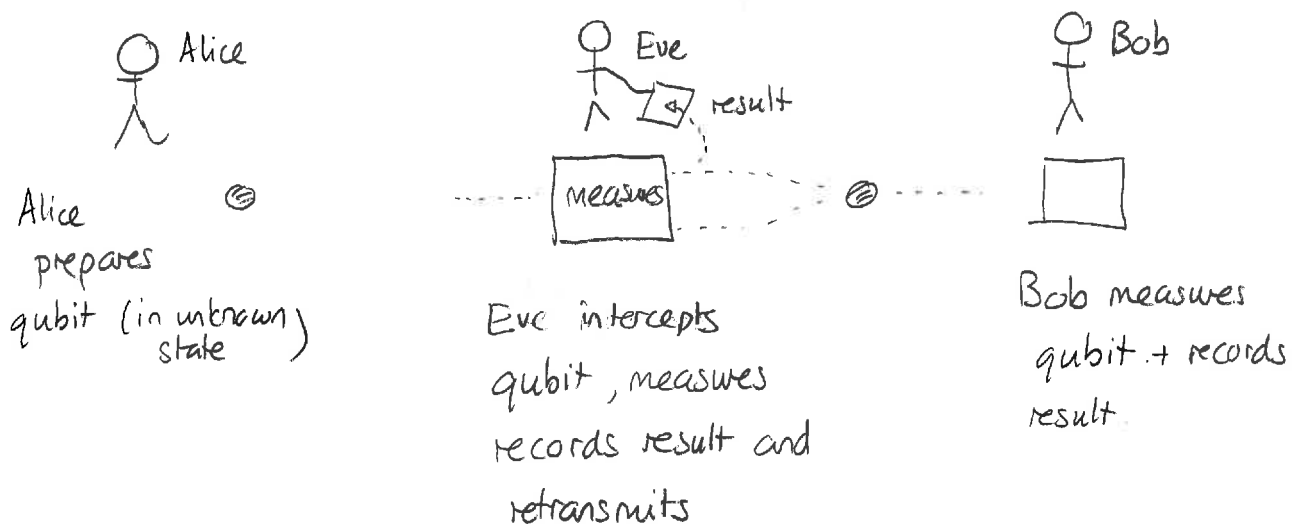 Alice
Eve
Bob
result
measures
Alice
prepares
qubit (in unknown
state)
Eve intercepts
qubit, measures
records result and
retransmits
Bob measures
qubit + records
result